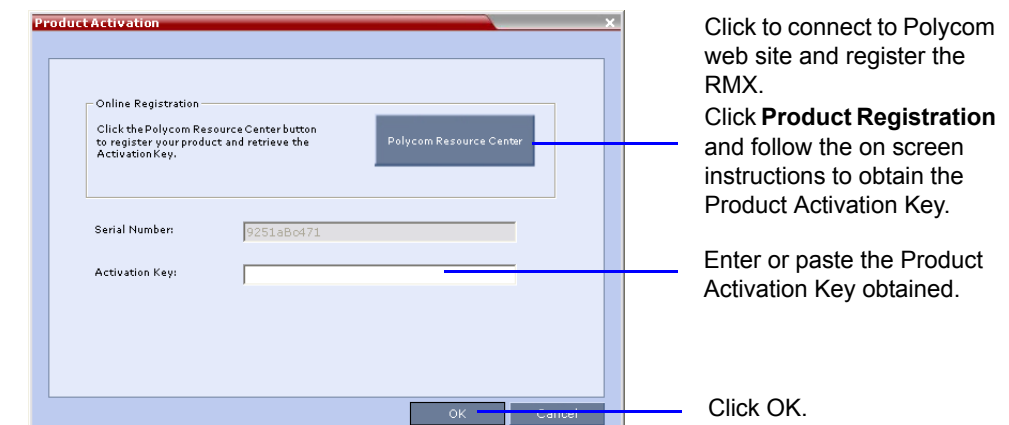 Product Activation
Online Registration
Click the Polycom Resource Center button
to register your product and retrieve the
Activation Key.
Polycom Resource Center
Serial Number:
9251aBc471
Activation Key:
OK
Cancel
Click to connect to Polycom
web site and register the
RMX.
Click Product Registration
and follow the on screen
instructions to obtain the
Product Activation Key.
Enter or paste the Product
Activation Key obtained.
Click OK.